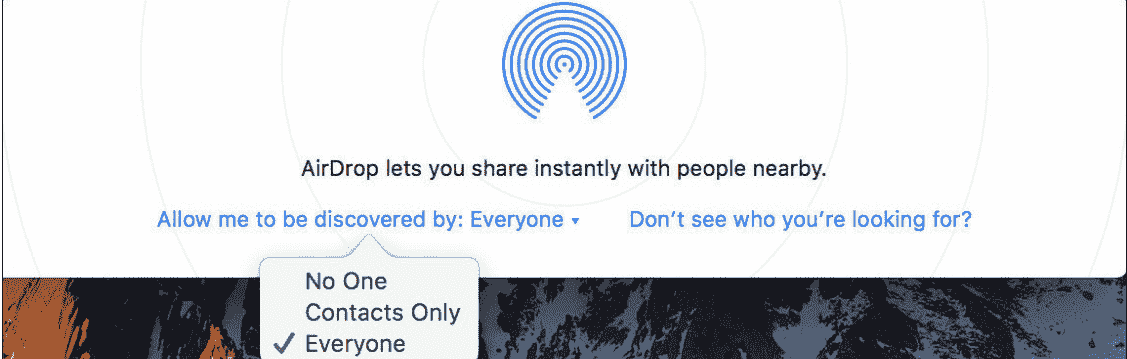 AirDrop lets you share instantly with people nearby.
Allow me to be discovered by: Everyone ▾ Don’t see who you’re looking for?
No One
Contacts Only
✓ Everyone